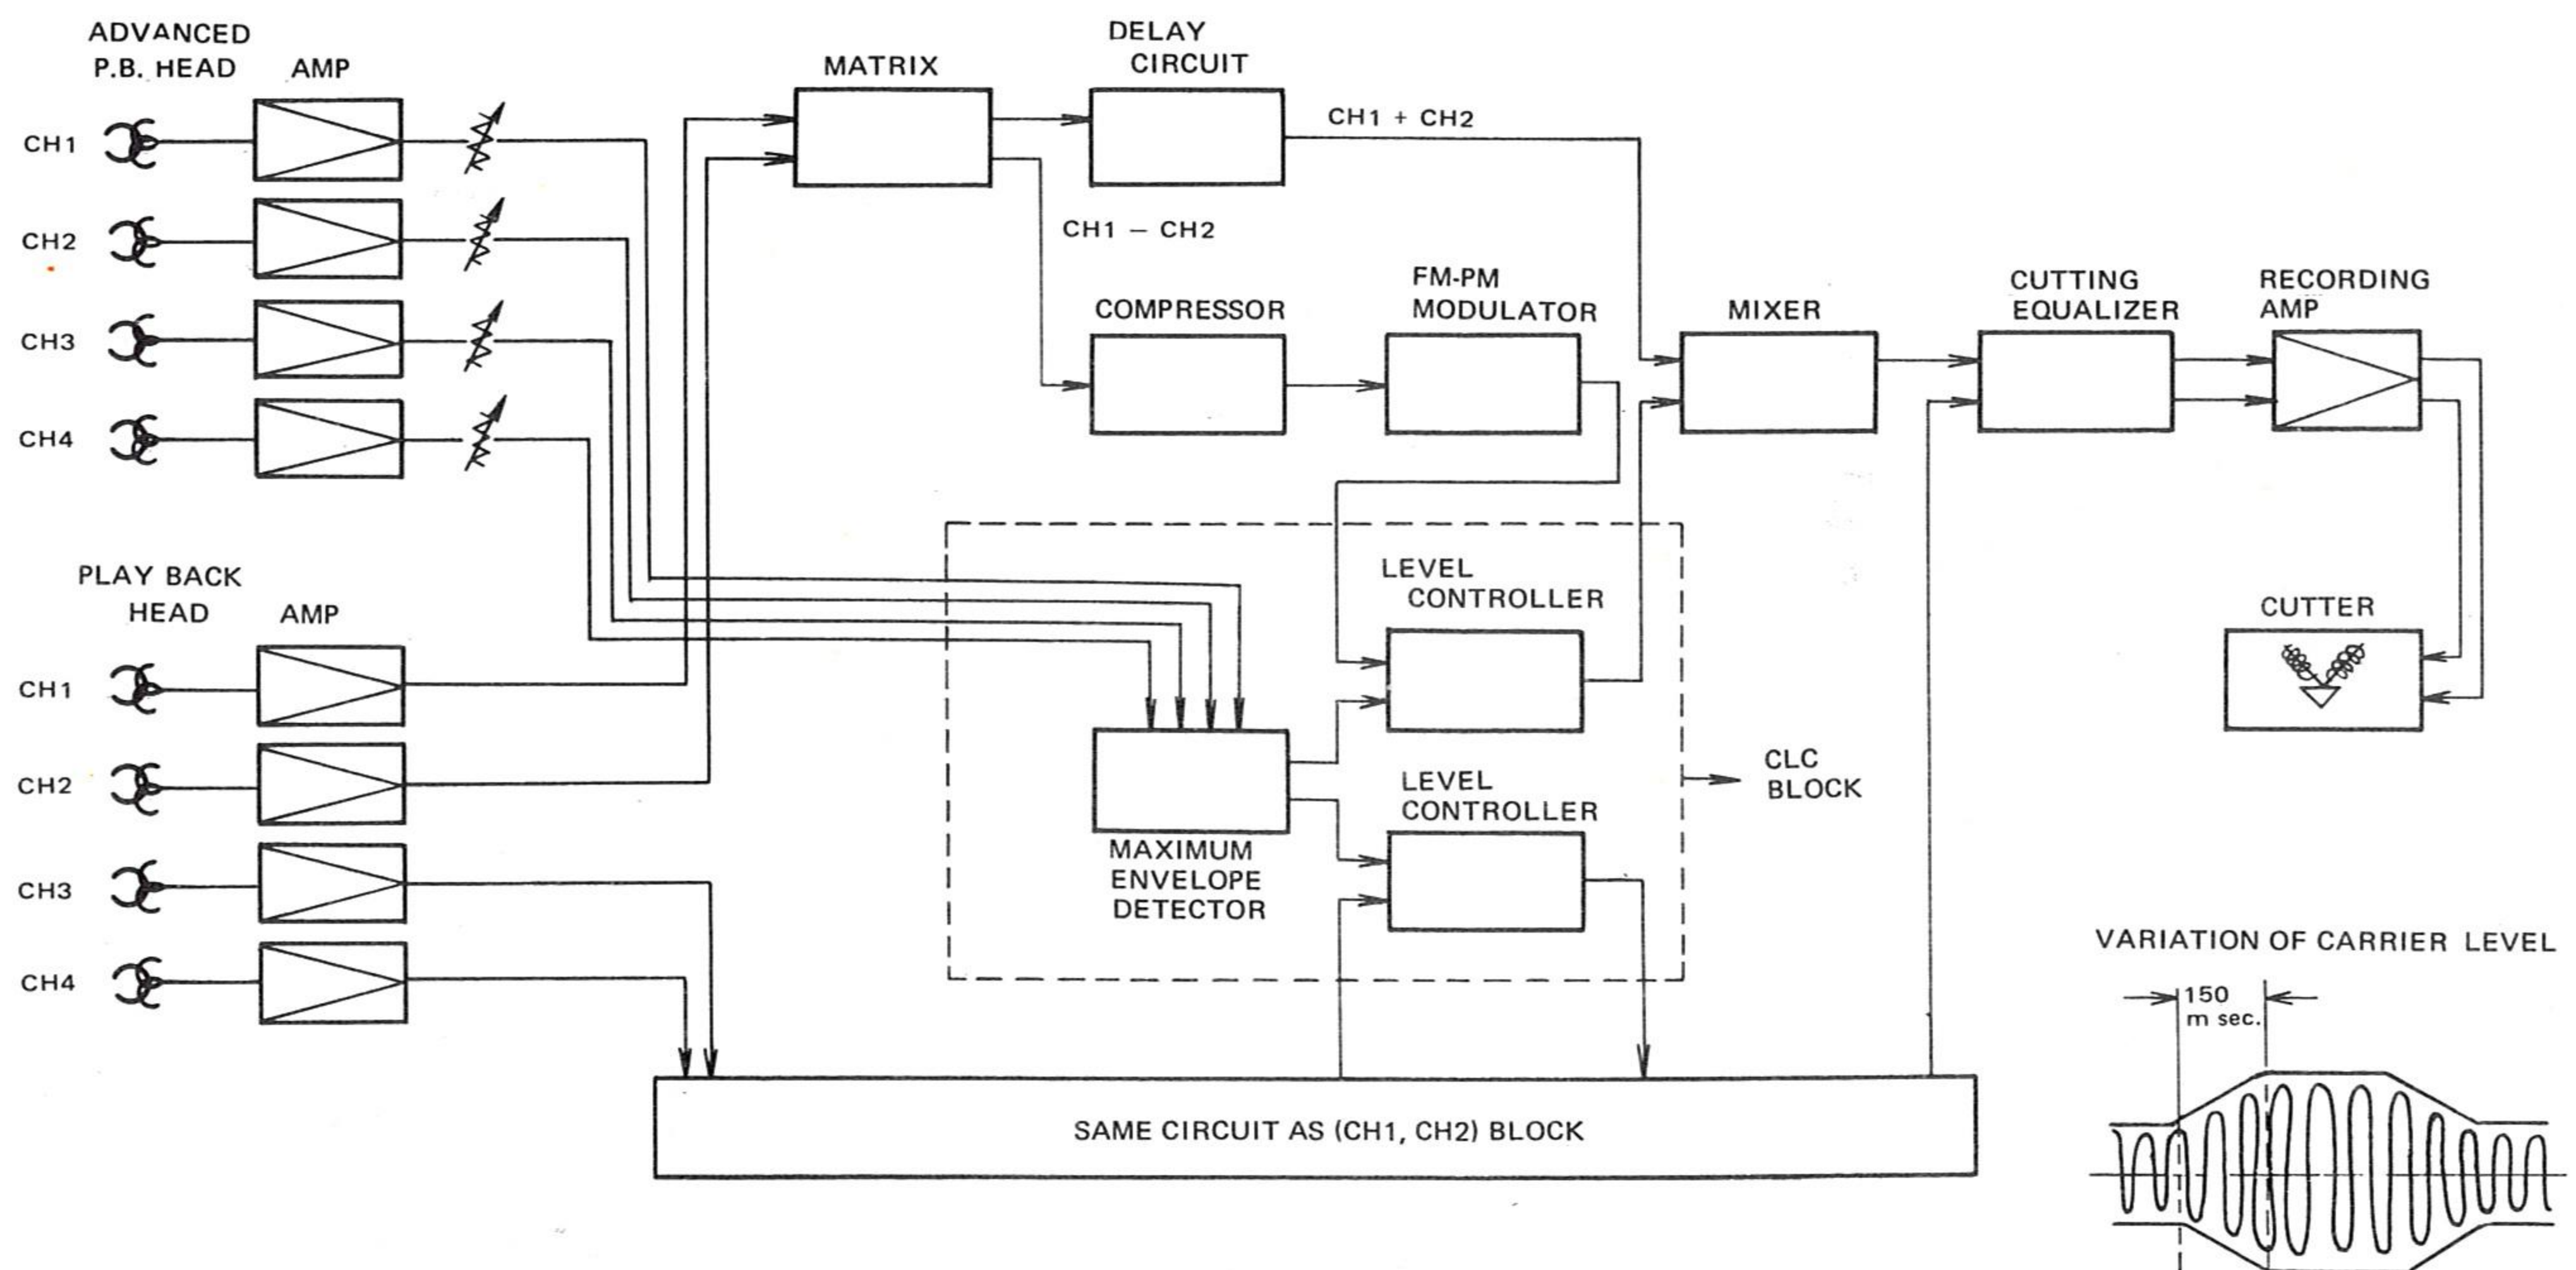 ADVANCED
P.B. HEAD
AMP
CH1
CH2
CH3
CH4
PLAY BACK
HEAD
AMP
CH1
CH2
CH3
CH4
MATRIX
DELAY
CIRCUIT
CH1 + CH2
CH1 – CH2
COMPRESSOR
FM-PM
MODULATOR
MIXER
CUTTING
EQUALIZER
RECORDING
AMP
CUTTER
LEVEL
CONTROLLER
LEVEL
CONTROLLER
MAXIMUM
ENVELOPE
DETECTOR
CLC
BLOCK
SAME CIRCUIT AS (CH1, CH2) BLOCK
VARIATION OF CARRIER LEVEL
150
m sec.